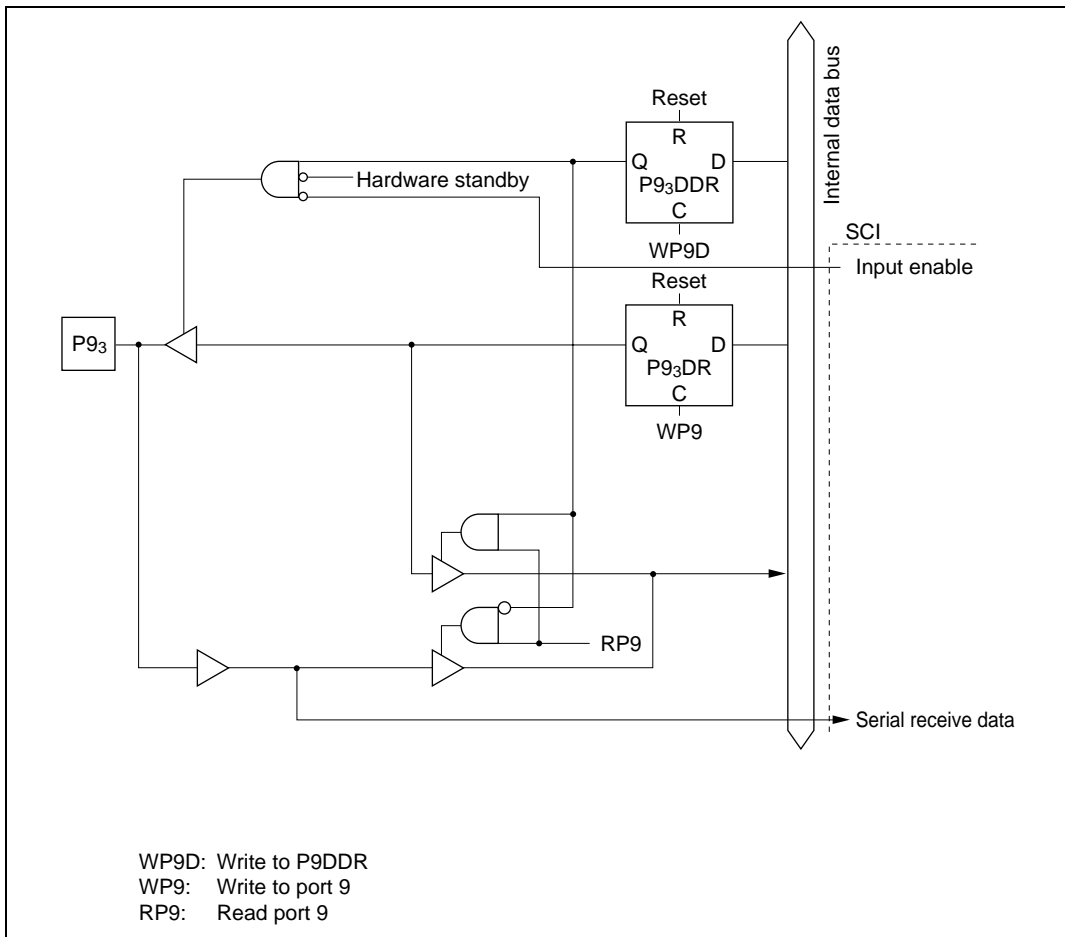 Reset
R
Q D
P9₃DDR
C
WP9D
Hardware standby
Internal data bus
SCI
Input enable
Reset
R
Q D
P9₃DR
C
WP9
P9₃
RP9
Serial receive data
WP9D: Write to P9DDR
WP9: Write to port 9
RP9: Read port 9